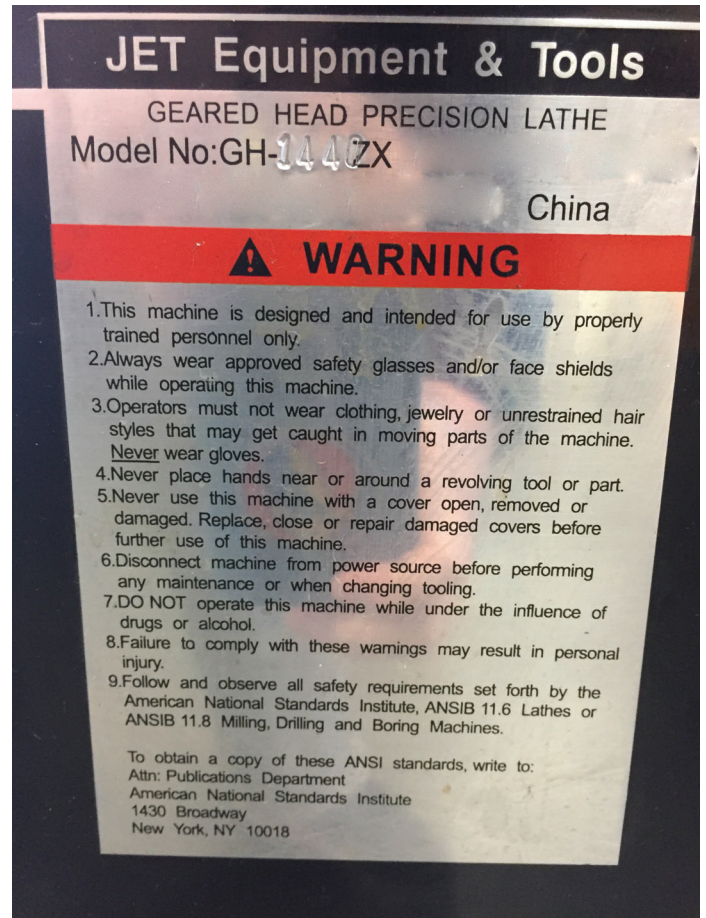 JET Equipment & Tools
GEARED HEAD PRECISION LATHE
Model No:GH-1440ZX
China
WARNING
1.This machine is designed and intended for use by properly
trained personnel only.
2.Always wear approved safety glasses and/or face shields
while operating this machine.
3.Operators must not wear clothing, jewelry or unrestrained hair
styles that may get caught in moving parts of the machine.
Never wear gloves.
4.Never place hands near or around a revolving tool or part.
5.Never use this machine with a cover open, removed or
damaged. Replace, close or repair damaged covers before
further use of this machine.
6.Disconnect machine from power source before performing
any maintenance or when changing tooling.
7.DO NOT operate this machine while under the influence of
drugs or alcohol.
8.Failure to comply with these warnings may result in personal
injury.
9.Follow and observe all safety requirements set forth by the
American National Standards Institute, ANSIB 11.6 Lathes or
ANSIB 11.8 Milling, Drilling and Boring Machines.
To obtain a copy of these ANSI standards, write to:
Attn: Publications Department
American National Standards Institute
1430 Broadway
New York, NY 10018